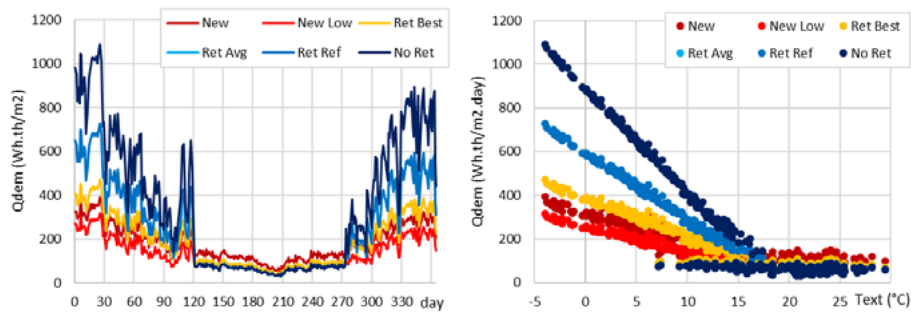 1200
1000
800
600
400
200
0
Qdem (Wh.th/m2)
New New Low Ret Best
Ret Avg Ret Ref No Ret
0 30 60 90 120 150 180 210 240 270 300 330 day
1200
1000
800
600
400
200
0
Qdem (Wh.th/m2.day)
New New Low Ret Best
Ret Avg Ret Ref No Ret
-5 0 5 10 15 20 25 Text (°C)